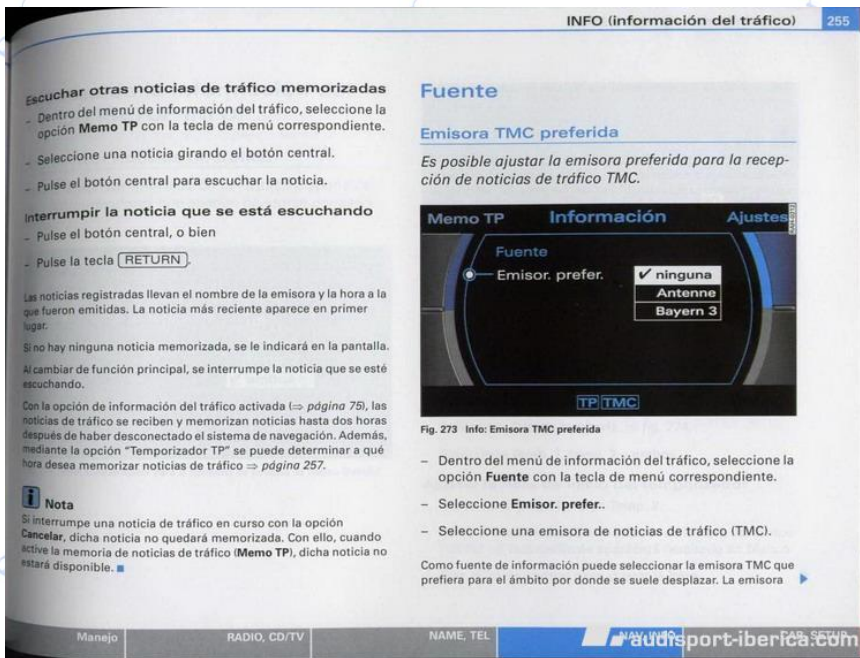 INFO (información del tráfico) 255
Escuchar otras noticias de tráfico memorizadas
– Dentro del menú de información del tráfico, seleccione la
opción Memo TP con la tecla de menú correspondiente.
– Seleccione una noticia girando el botón central.
– Pulse el botón central para escuchar la noticia.
Interrumpir la noticia que se está escuchando
– Pulse el botón central, o bien
– Pulse la tecla RETURN.
Las noticias registradas llevan el nombre de la emisora y la hora a la
que fueron emitidas. La noticia más reciente aparece en primer
lugar.
Si no hay ninguna noticia memorizada, se le indicará en la pantalla.
Al cambiar de función principal, se interrumpe la noticia que se esté
escuchando.
Con la opción de información del tráfico activada (⇒ página 75), las
noticias de tráfico se reciben y memorizan noticias hasta dos horas
después de haber desconectado el sistema de navegación. Además,
mediante la opción "Temporizador TP" se puede determinar a qué
hora desea memorizar noticias de tráfico ⇒ página 257.
i Nota
Si interrumpe una noticia de tráfico en curso con la opción
Cancelar, dicha noticia no quedará memorizada. Con ello, cuando
active la memoria de noticias de tráfico (Memo TP), dicha noticia no
estará disponible.
Fuente
Emisora TMC preferida
Es posible ajustar la emisora preferida para la recep-
ción de noticias de tráfico TMC.
Memo TP Información Ajustes
Fuente
Emisor. prefer. ✔ ninguna
Antenne
Bayern 3
TP TMC
Fig. 273 Info: Emisora TMC preferida
– Dentro del menú de información del tráfico, seleccione la
opción Fuente con la tecla de menú correspondiente.
– Seleccione Emisor. prefer..
– Seleccione una emisora de noticias de tráfico (TMC).
Como fuente de información puede seleccionar la emisora TMC que
prefiera para el ámbito por donde se suele desplazar. La emisora
Manejo RADIO, CD/TV NAME, TEL NAV, INFO CAR, SETUP
audisport-iberica.com